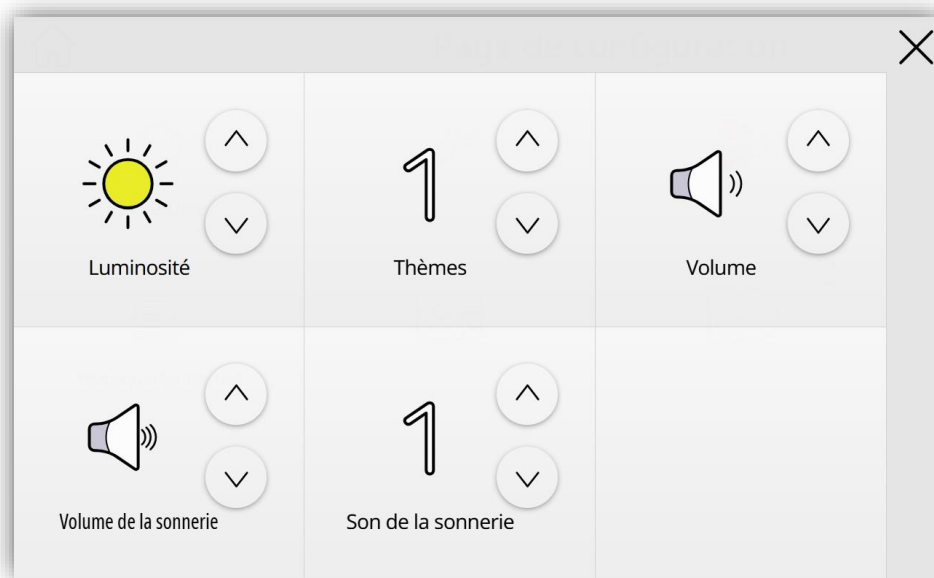 Luminosité
1
Thèmes
Volume
Volume de la sonnerie
1
Son de la sonnerie